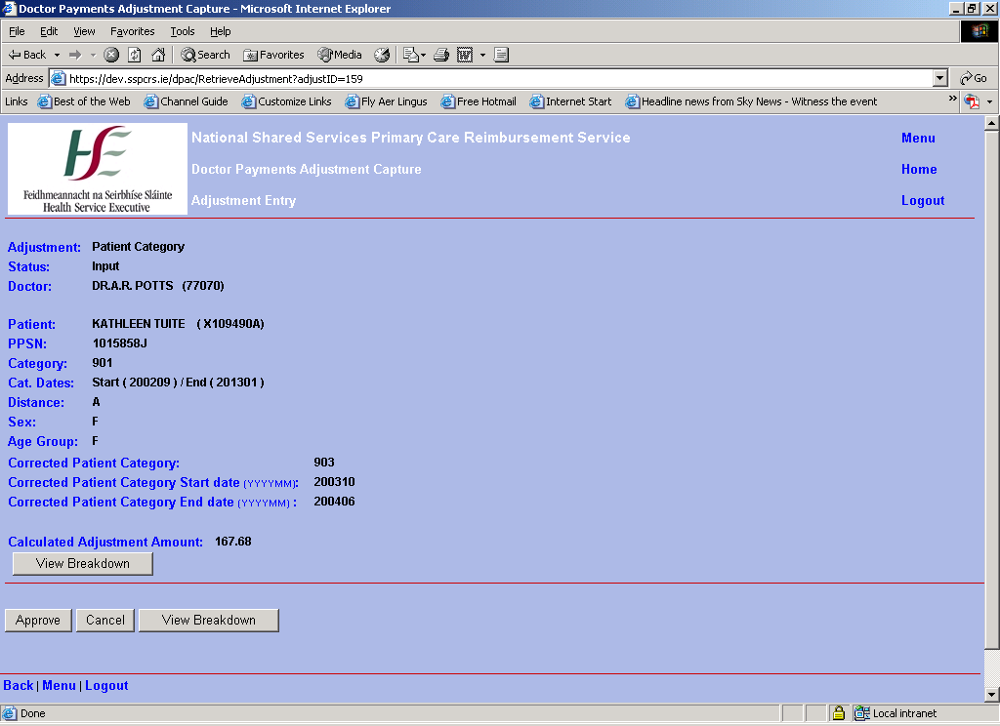 Doctor Payments Adjustment Capture - Microsoft Internet Explorer
File Edit View Favorites Tools Help
Back Search Favorites Media
Address https://dev.sspcrs.ie/dpac/RetrieveAdjustment?adjustID=159 Go
Links Best of the Web Channel Guide Customize Links Fly Aer Lingus Free Hotmail Internet Start Headline news from Sky News - Witness the event »
HSE
Feidhmeannacht na Seirbhíse Sláinte
Health Service Executive
National Shared Services Primary Care Reimbursement Service Menu
Doctor Payments Adjustment Capture Home
Adjustment Entry Logout
Adjustment: Patient Category
Status: Input
Doctor: DR.A.R. POTTS (77070)
Patient: KATHLEEN TUITE ( X109490A)
PPSN: 1015858J
Category: 901
Cat. Dates: Start ( 200209 ) / End ( 201301 )
Distance: A
Sex: F
Age Group: F
Corrected Patient Category: 903
Corrected Patient Category Start date (YYYYMM): 200310
Corrected Patient Category End date (YYYYMM) : 200406
Calculated Adjustment Amount: 167.68
View Breakdown
Approve Cancel View Breakdown
Back | Menu | Logout
Done Local intranet